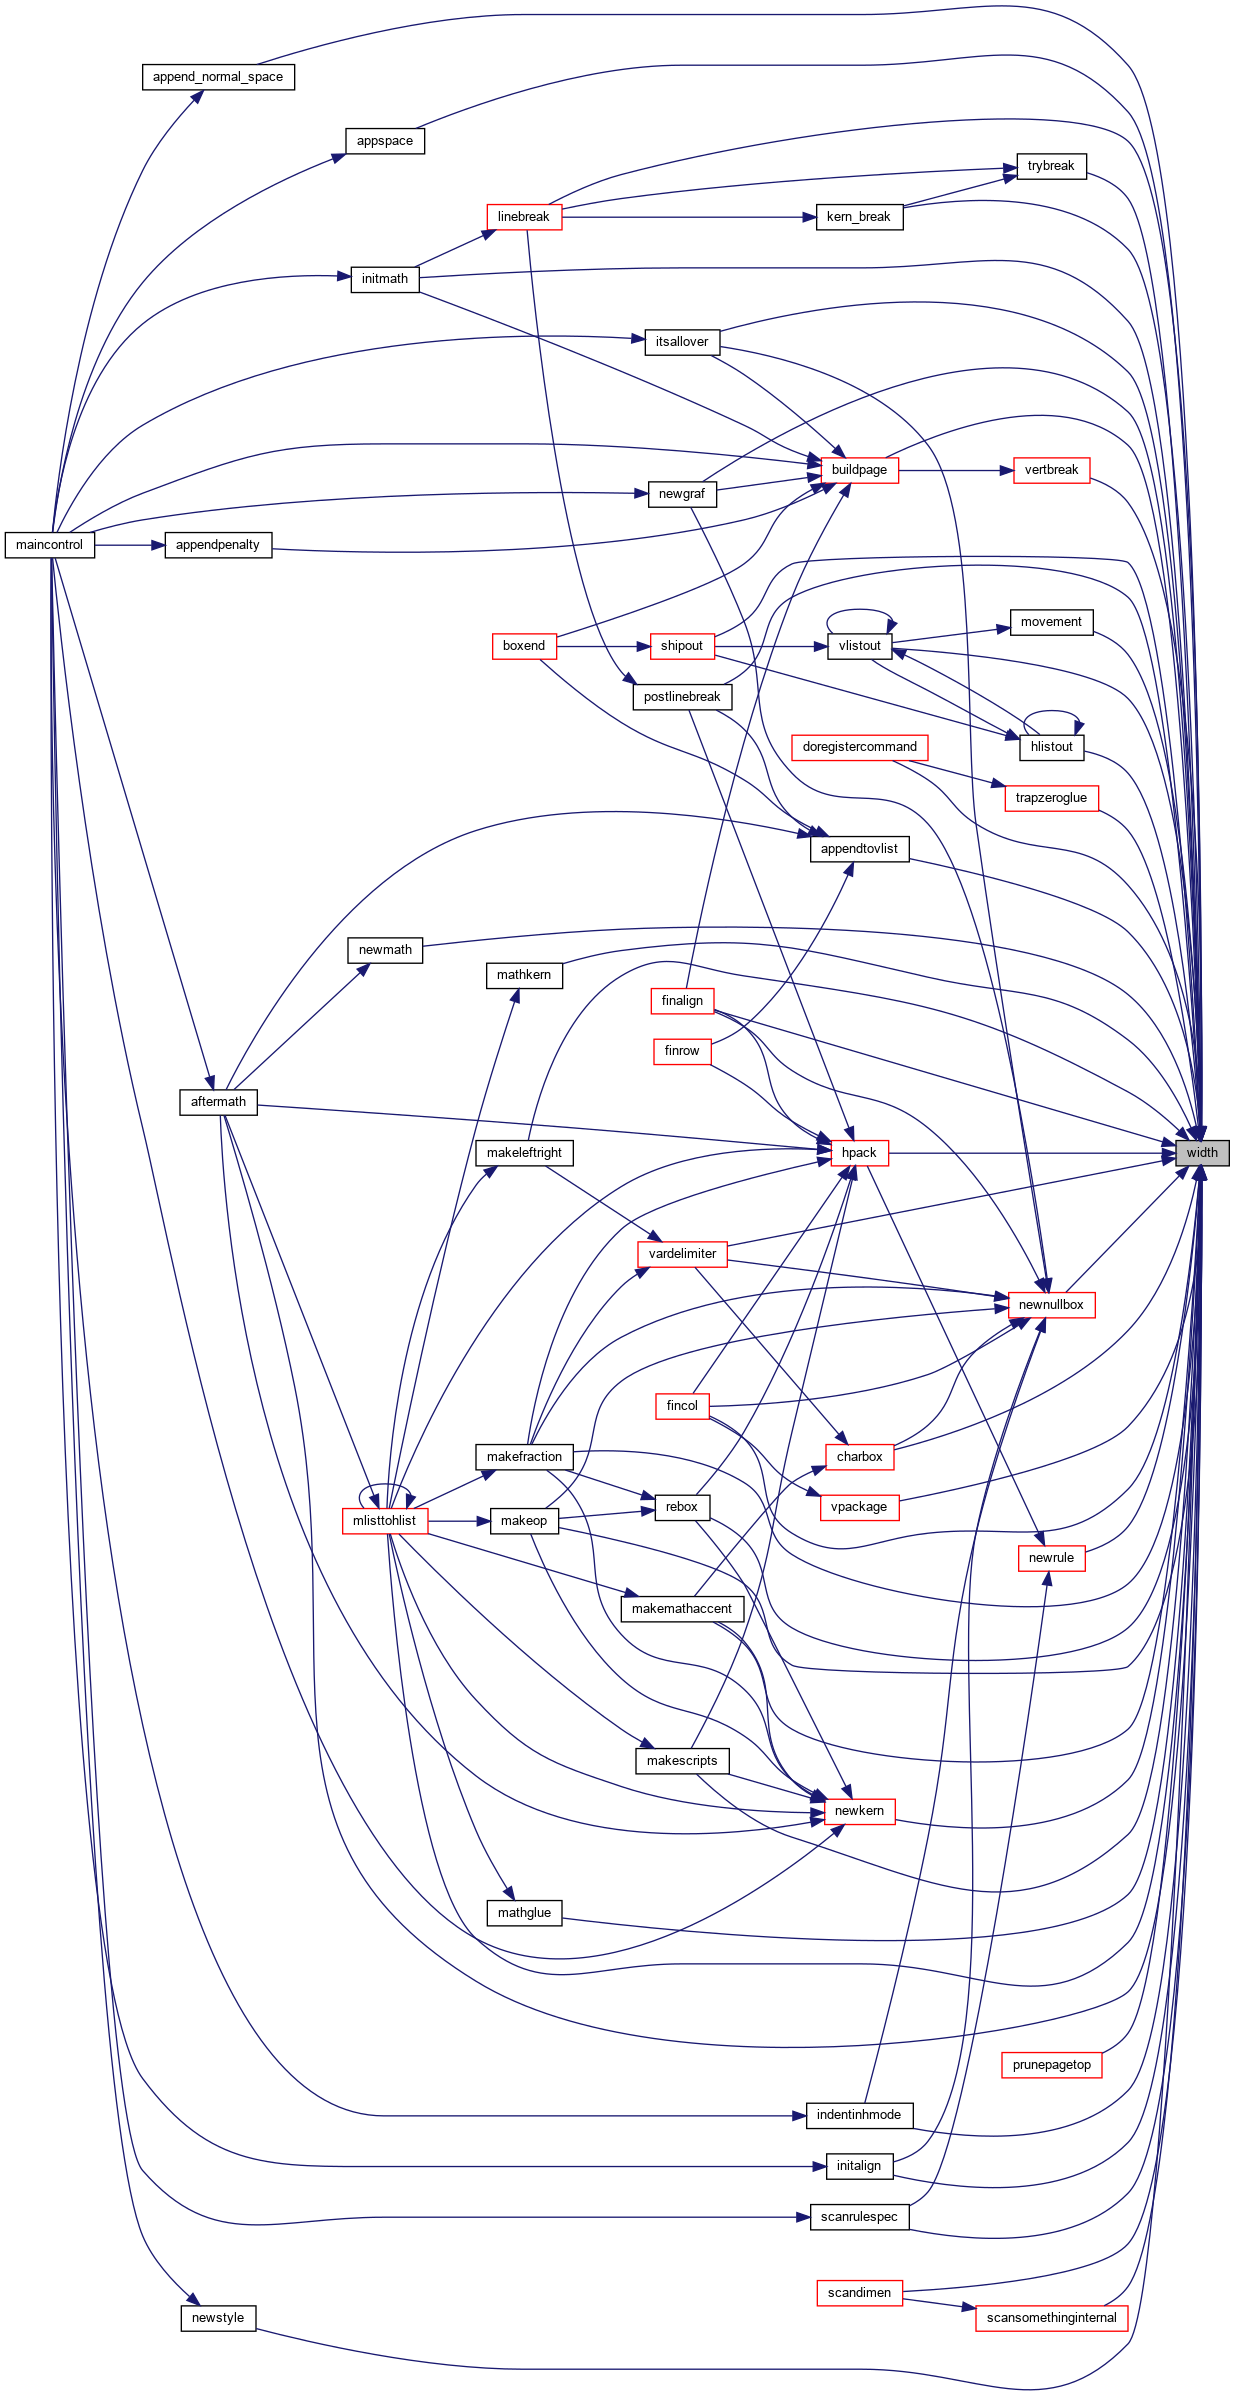 append_normal_space
appspace
trybreak
linebreak
kern_break
initmath
itsallover
buildpage
vertbreak
newgraf
maincontrol
appendpenalty
movement
boxend
shipout
vlistout
postlinebreak
doregistercommand
hlistout
trapzeroglue
appendtovlist
newmath
mathkern
finalign
finrow
aftermath
makeleftright
hpack
width
vardelimiter
newnullbox
fincol
makefraction
charbox
rebox
vpackage
mlisttohlist
makeop
newrule
makemathaccent
makescripts
newkern
mathglue
prunepagetop
indentinhmode
initalign
scanrulespec
scandimen
newstyle
scansomethinginternal